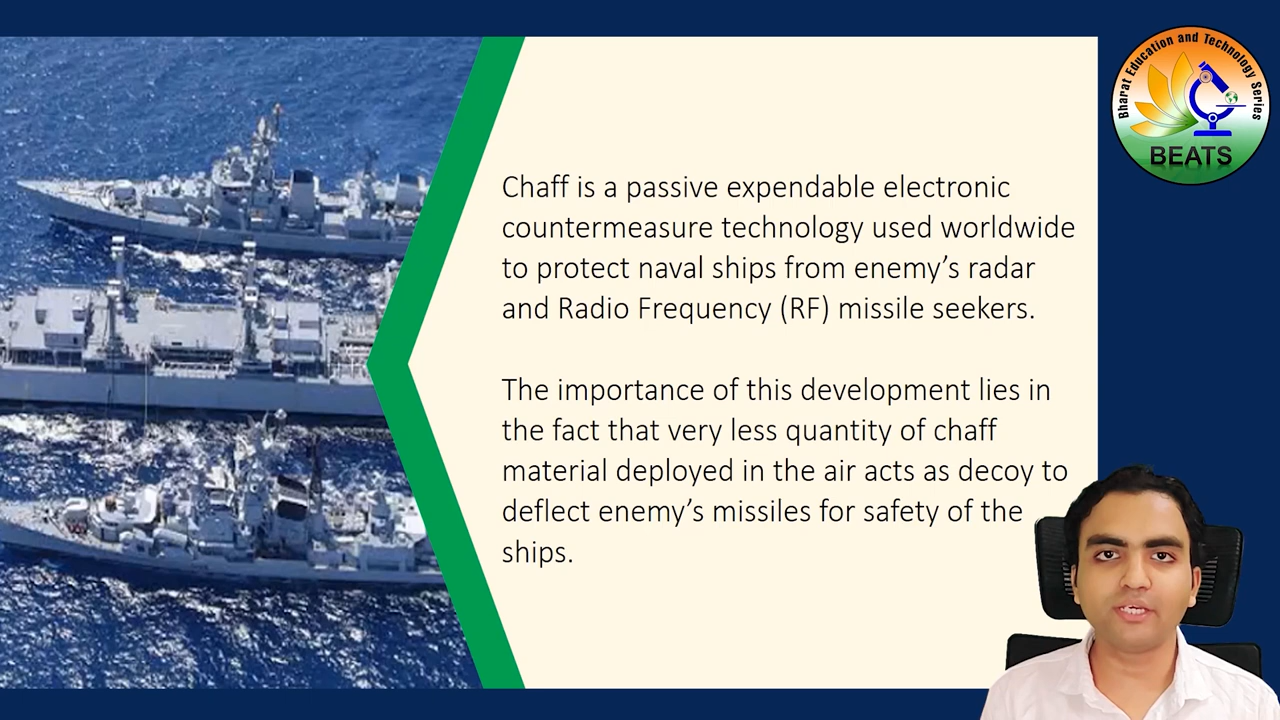 Chaff is a passive expendable electronic
countermeasure technology used worldwide
to protect naval ships from enemy’s radar
and Radio Frequency (RF) missile seekers.
The importance of this development lies in
the fact that very less quantity of chaff
material deployed in the air acts as decoy to
deflect enemy’s missiles for safety of the
ships.
Bharat Education and Technology Series
BEATS